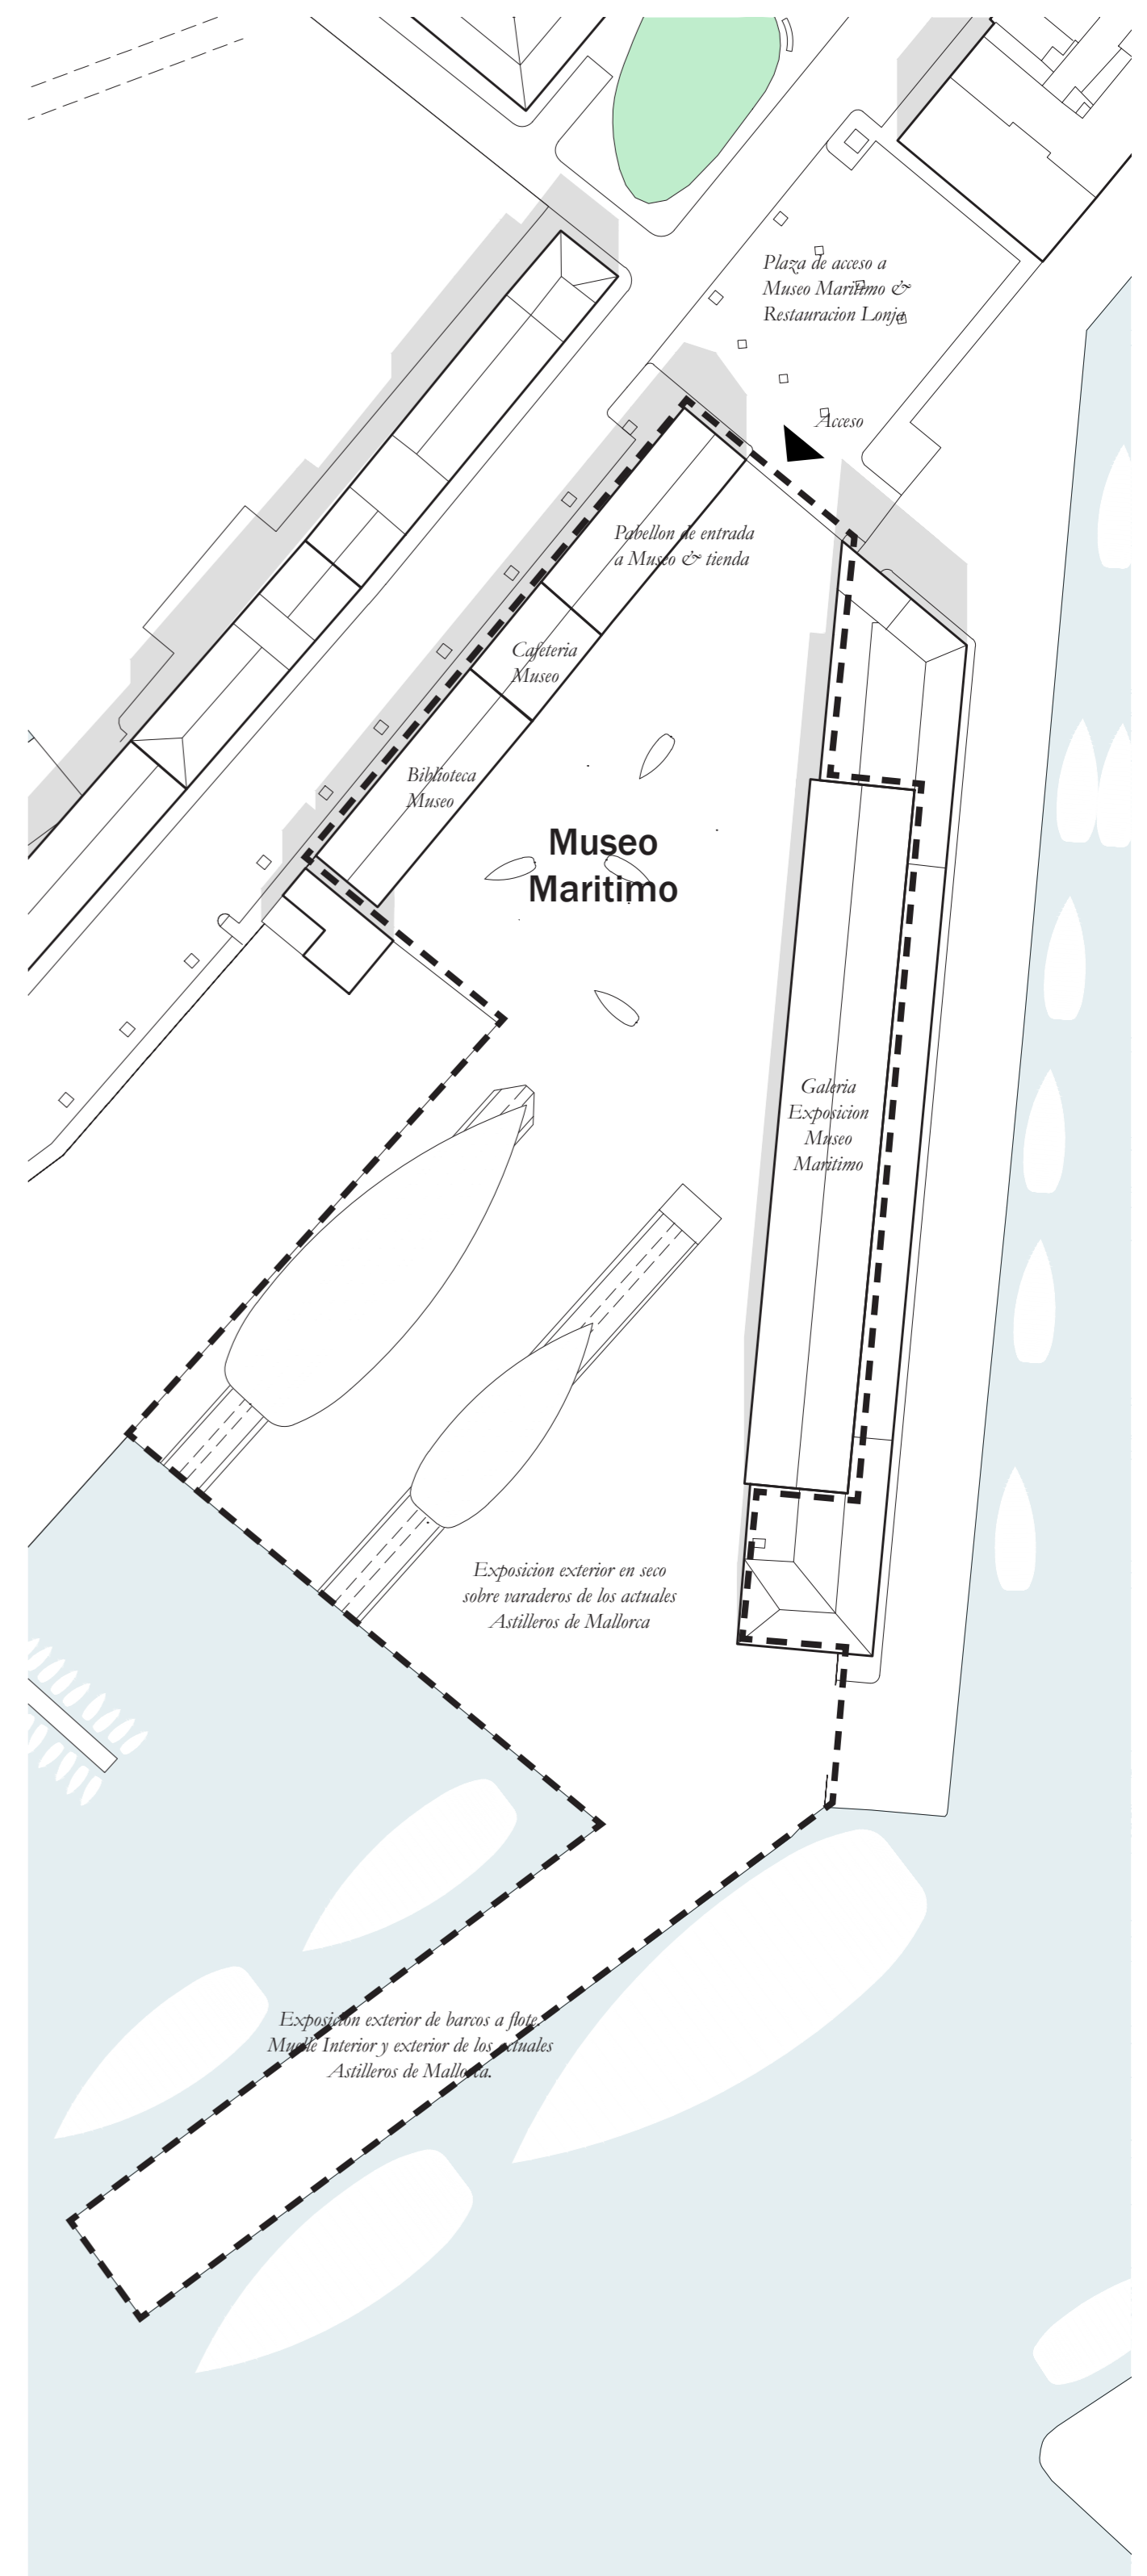 Plaza de acceso a
Museo Maritimo &
Restauracion Lonja
Acceso
Pabellon de entrada
a Museo & tienda
Cafeteria
Museo
Biblioteca
Museo
Museo
Maritimo
Galeria
Exposicion
Museo
Maritimo
Exposicion exterior en seco
sobre varaderos de los actuales
Astilleros de Mallorca
Exposicion exterior de barcos a flote.
Muelle Interior y exterior de los actuales
Astilleros de Mallorca.